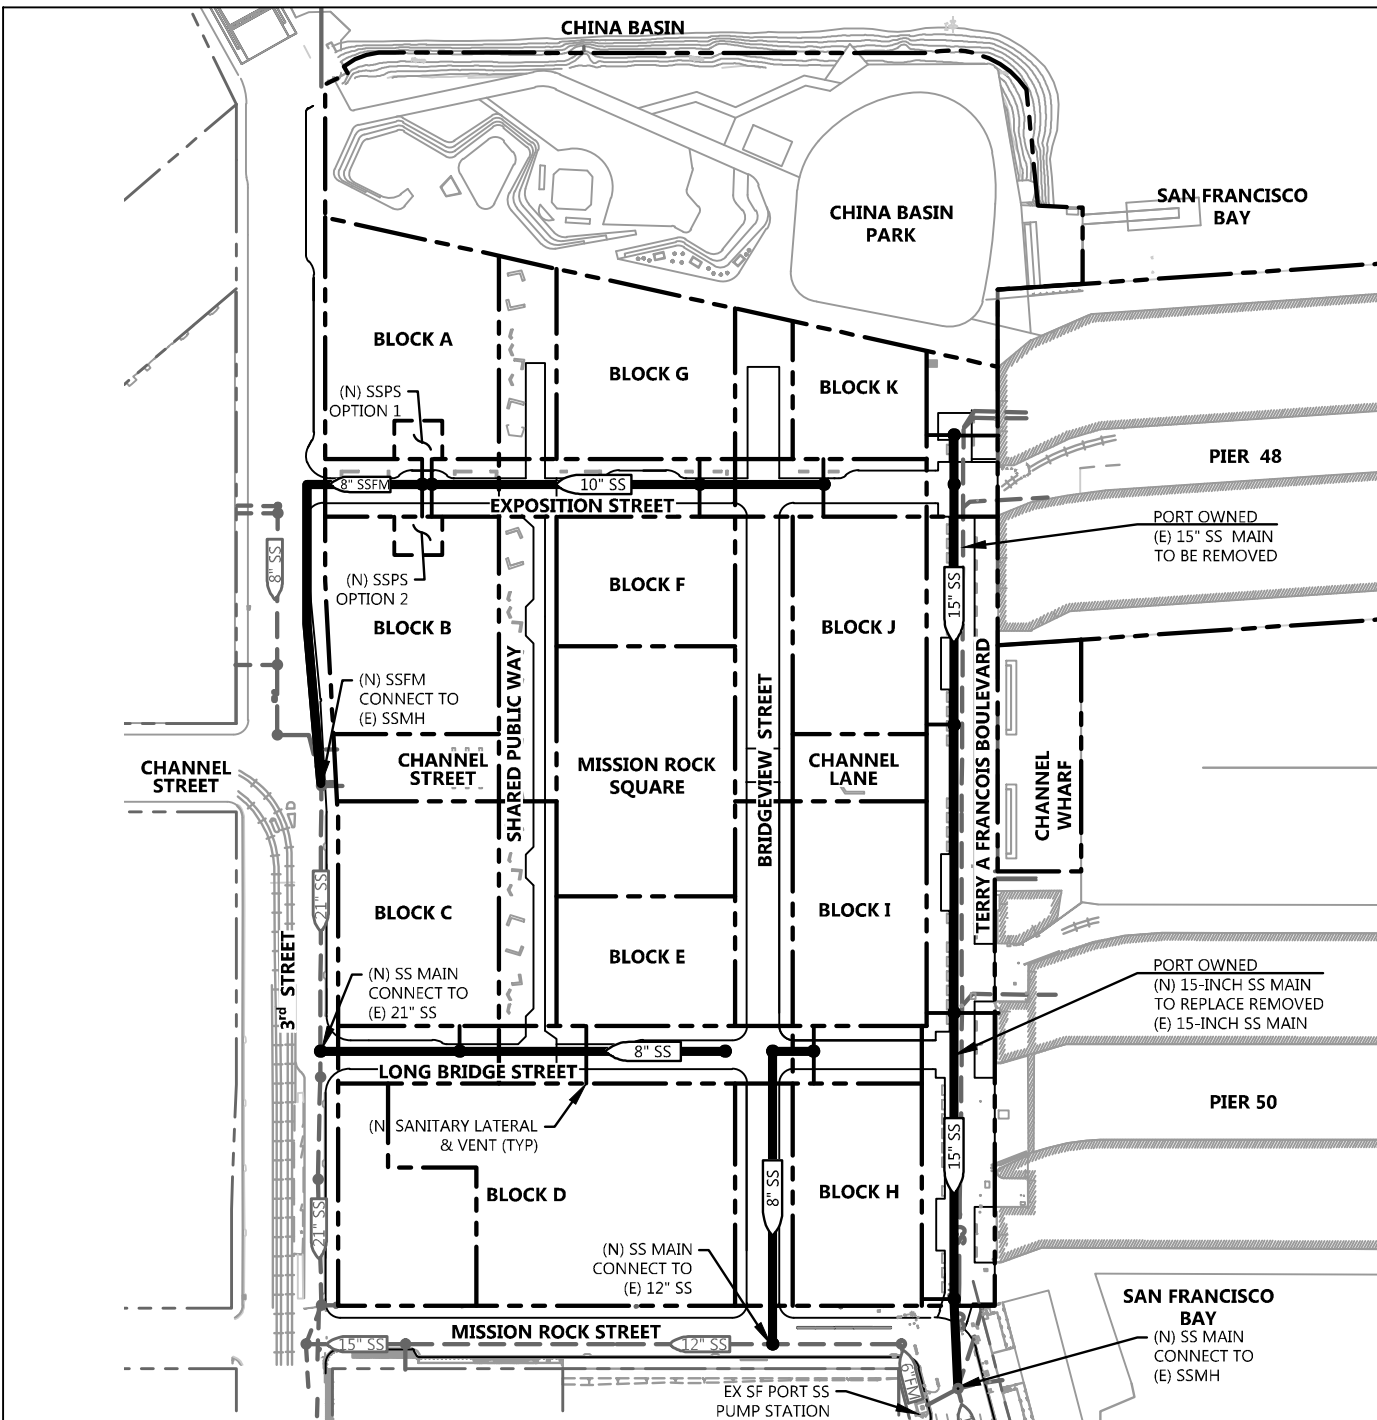 CHINA BASIN
SAN FRANCISCO
BAY
CHINA BASIN
PARK
BLOCK A
BLOCK G
BLOCK K
(N) SSPS
OPTION 1
PIER 48
8" SSFM
10" SS
EXPOSITION STREET
PORT OWNED
(E) 15" SS MAIN
TO BE REMOVED
8" SS
(N) SSPS
OPTION 2
BLOCK F
15" SS
BLOCK B
BLOCK J
(N) SSFM
CONNECT TO
(E) SSMH
SHARED PUBLIC WAY
BRIDGEVIEW STREET
TERRY A FRANCOIS BOULEVARD
CHANNEL
STREET
CHANNEL
STREET
MISSION ROCK
SQUARE
CHANNEL
LANE
CHANNEL
WHARF
21" SS
BLOCK C
BLOCK I
3rd STREET
BLOCK E
(N) SS MAIN
CONNECT TO
(E) 21" SS
PORT OWNED
(N) 15-INCH SS MAIN
TO REPLACE REMOVED
(E) 15-INCH SS MAIN
8" SS
LONG BRIDGE STREET
PIER 50
(N SANITARY LATERAL
& VENT (TYP)
15" SS
8" SS
BLOCK D
BLOCK H
21" SS
(N) SS MAIN
CONNECT TO
(E) 12" SS
SAN FRANCISCO
BAY
MISSION ROCK STREET
15" SS
12" SS
(N) SS MAIN
CONNECT TO
(E) SSMH
6"FM
EX SF PORT SS
PUMP STATION